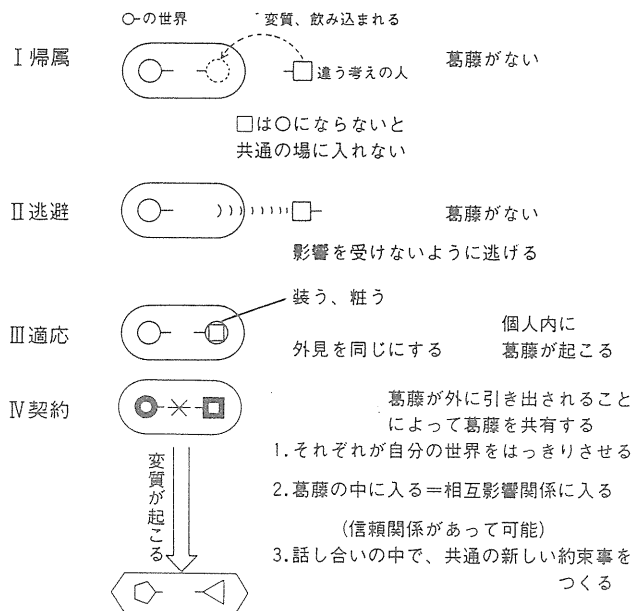 ○の世界
変質、飲み込まれる
Ⅰ帰属
違う考えの人
葛藤がない
□は○にならないと
共通の場に入れない
Ⅱ逃避
葛藤がない
影響を受けないように逃げる
装う、粧う
Ⅲ適応
外見を同じにする
個人内に
葛藤が起こる
Ⅳ契約
葛藤が外に引き出されること
によって葛藤を共有する
1.それぞれが自分の世界をはっきりさせる
変質が起こる
2.葛藤の中に入る＝相互影響関係に入る
(信頼関係があって可能)
3.話し合いの中で、共通の新しい約束事を
つくる